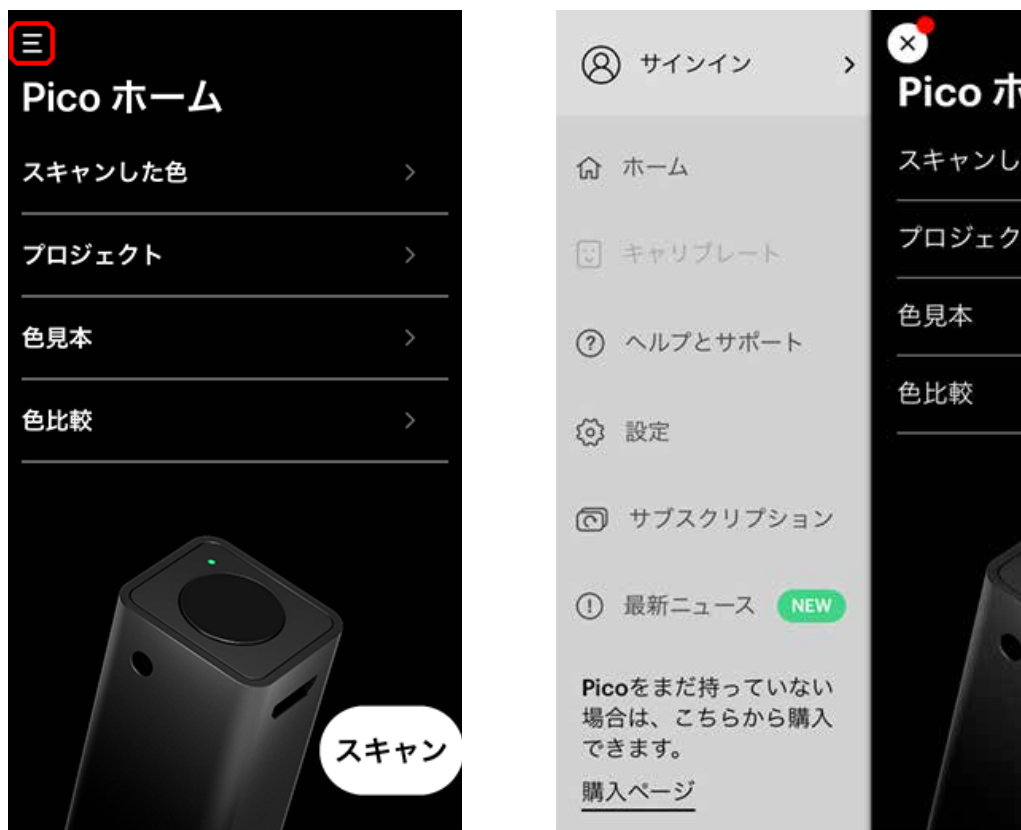 Pico ホーム
スキャンした色
プロジェクト
色見本
色比較
スキャン
サインイン
ホーム
キャリブレート
ヘルプとサポート
設定
サブスクリプション
最新ニュース NEW
Picoをまだ持っていない
場合は、こちらから購入
できます。
購入ページ
Pico ホ
スキャンし
プロジェク
色見本
色比較